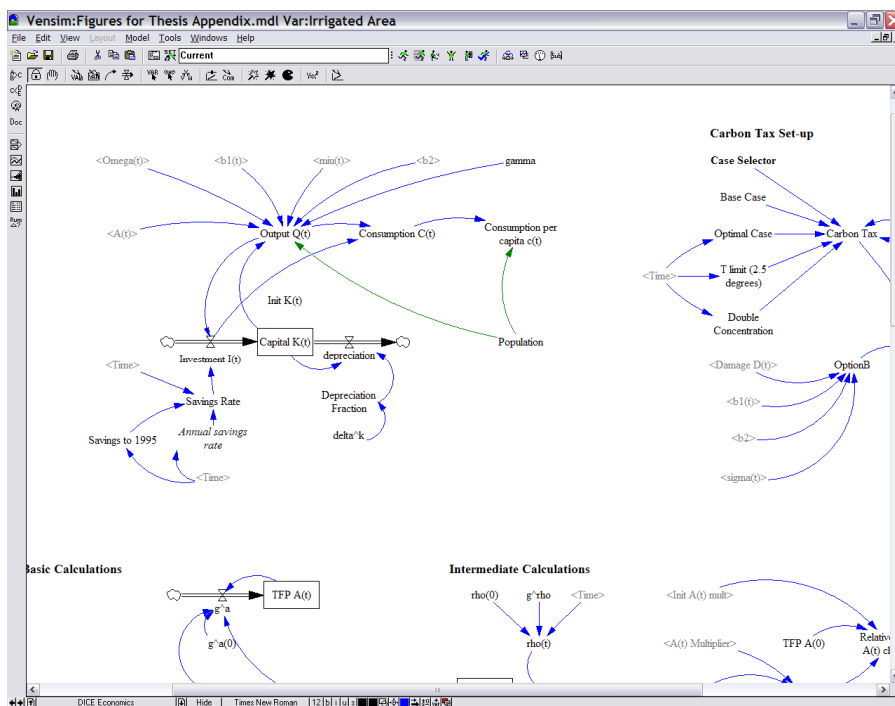 Vensim:Figures for Thesis Appendix.mdl Var:Irrigated Area
File Edit View Layout Model Tools Windows Help
Current
Doc
Carbon Tax Set-up
Case Selector
<Omega(t)> <b1(t)> <miu(t)> <b2> gamma
Base Case
<A(t)> Output Q(t) Consumption C(t) Consumption per
capita c(t)
Optimal Case Carbon Tax
<Time> T limit (2.5
degrees)
Init K(t)
Double
Concentration
Capital K(t) Population
Investment I(t) depreciation
<Time>
<Damage D(t)> OptionB
Savings Rate Depreciation
Fraction
<b1(t)>
Savings to 1995 Annual savings
rate
delta^k
<b2>
<Time>
<sigma(t)>
Basic Calculations Intermediate Calculations
TFP A(t)
g^a
g^a(0)
rho(0) g^rho <Time>
rho(t)
<Init A(t) mult>
<A(t) Multiplier> TFP A(0) Relative
A(t) cl
DICE Economics Hide Times New Roman 12 b i u s